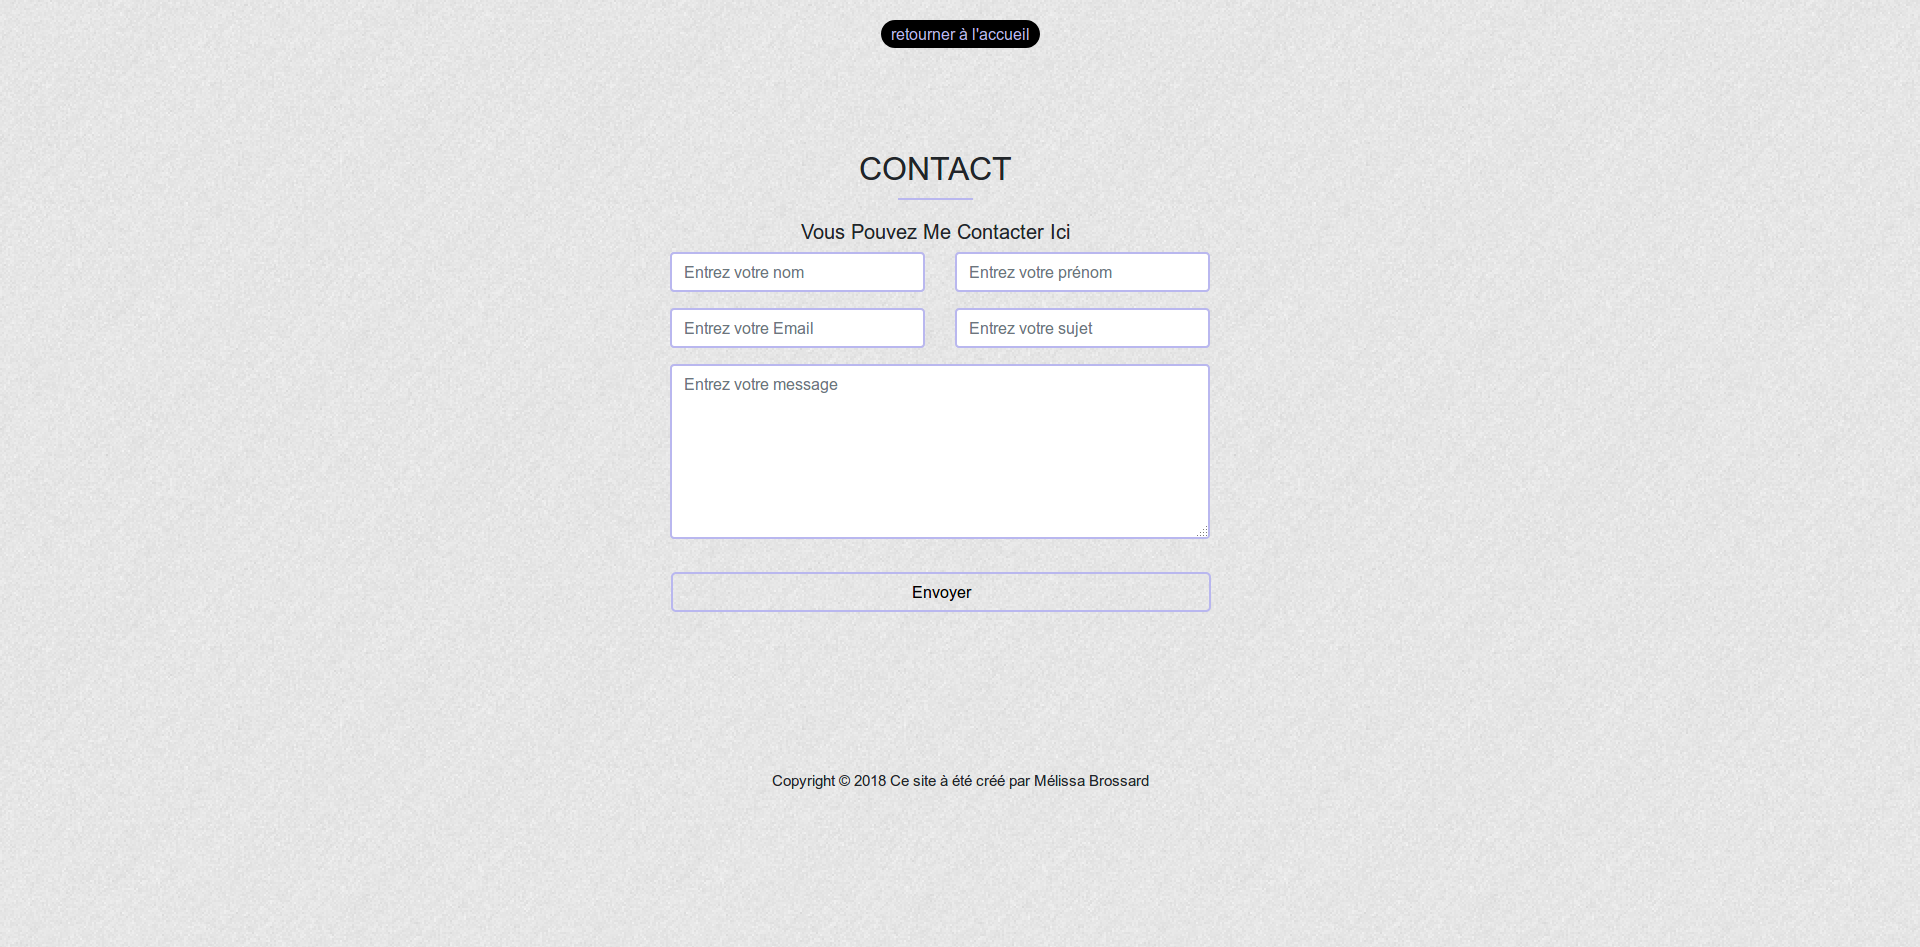 retourner à l'accueil
CONTACT
Vous Pouvez Me Contacter Ici
Entrez votre nom
Entrez votre prénom
Entrez votre Email
Entrez votre sujet
Entrez votre message
Envoyer
Copyright © 2018 Ce site à été créé par Mélissa Brossard